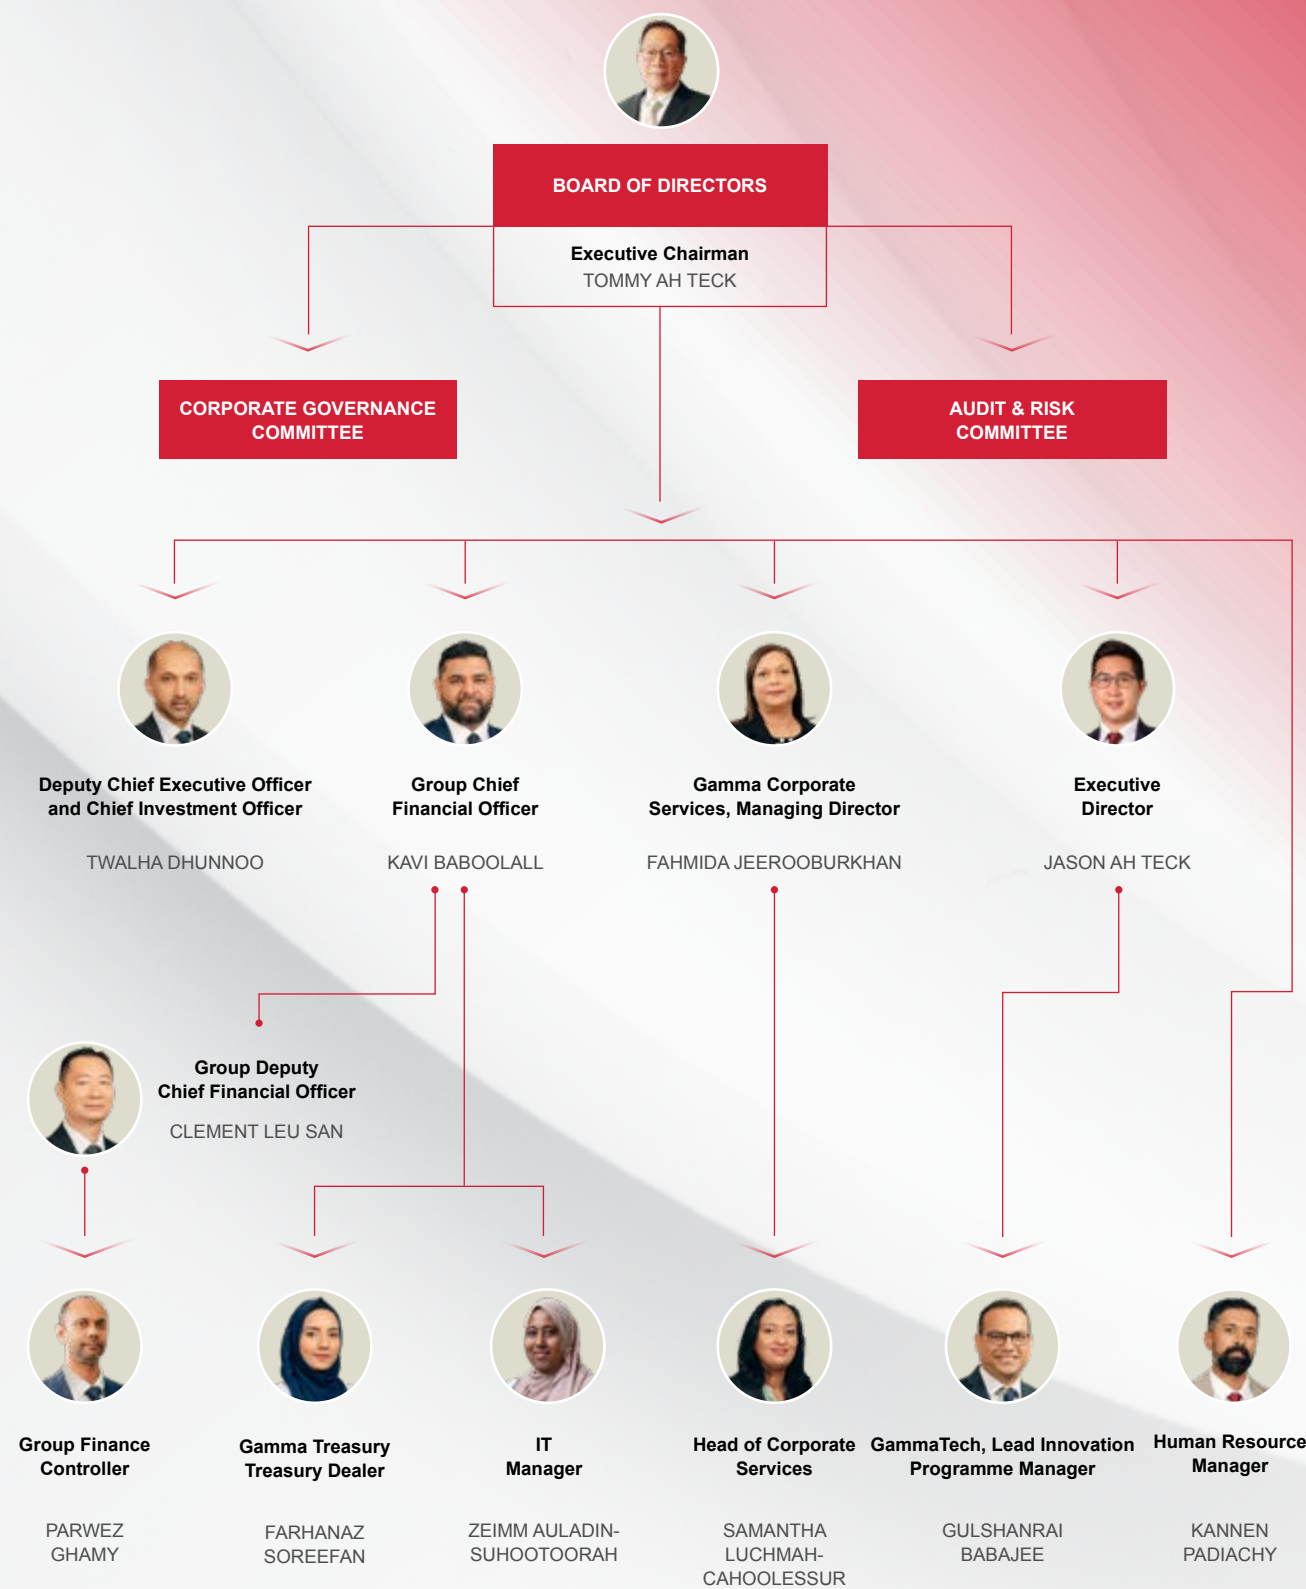 BOARD OF DIRECTORS
Executive Chairman
TOMMY AH TECK
CORPORATE GOVERNANCE
COMMITTEE
AUDIT & RISK
COMMITTEE
Deputy Chief Executive Officer
and Chief Investment Officer
TWALHA DHUNNOO
Group Chief
Financial Officer
KAVI BABOOLALL
Gamma Corporate
Services, Managing Director
FAHMIDA JEEROOBURKHAN
Executive
Director
JASON AH TECK
Group Deputy
Chief Financial Officer
CLEMENT LEU SAN
Group Finance
Controller
PARWEZ
GHAMY
Gamma Treasury
Treasury Dealer
FARHANAZ
SOREEFAN
IT
Manager
ZEIMM AULADIN-
SUHOOTOORAH
Head of Corporate
Services
SAMANTHA
LUCHMAH-
CAHOOLESSUR
GammaTech, Lead Innovation
Programme Manager
GULSHANRAI
BABAJEE
Human Resource
Manager
KANNEN
PADIACHY